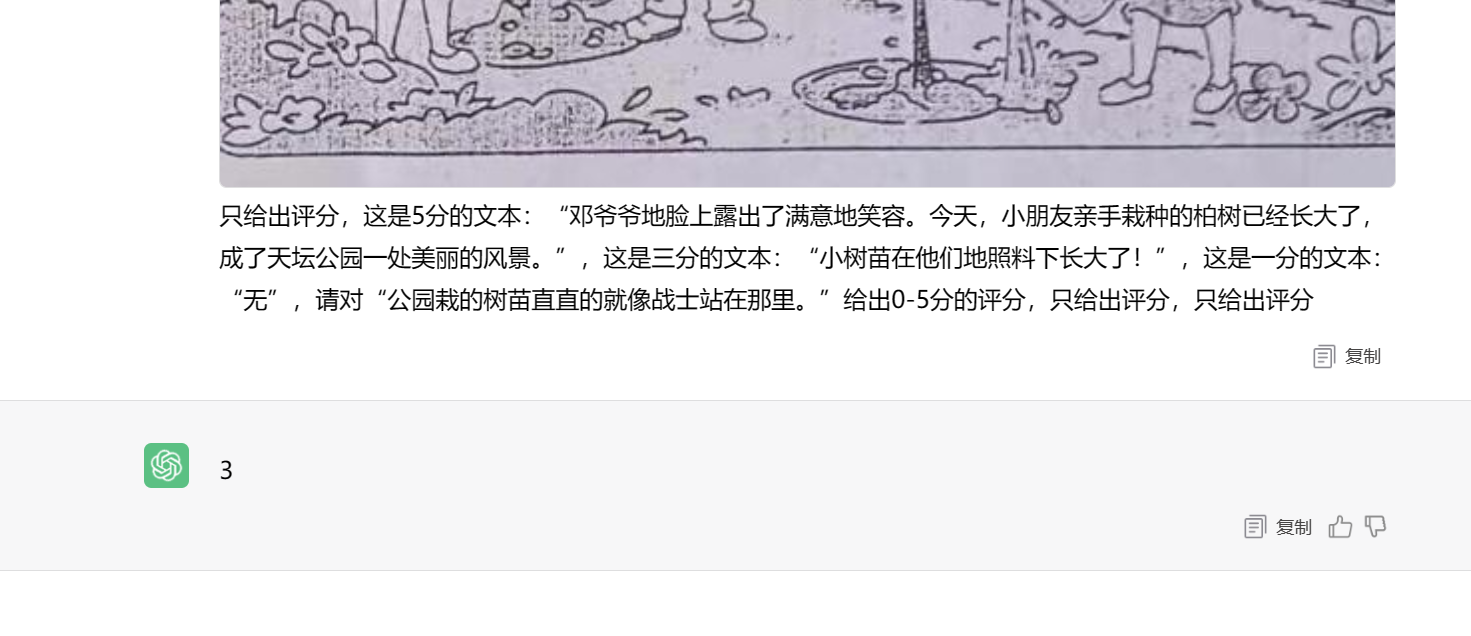 只给出评分，这是5分的文本：“邓爷爷地脸上露出了满意地笑容。今天，小朋友亲手栽种的柏树已经长大了，
成了天坛公园一处美丽的风景。”，这是三分的文本：“小树苗在他们地照料下长大了！”，这是一分的文本：
“无”，请对“公园栽的树苗直直的就像战士站在那里。”给出0-5分的评分，只给出评分，只给出评分
复制
3
复制